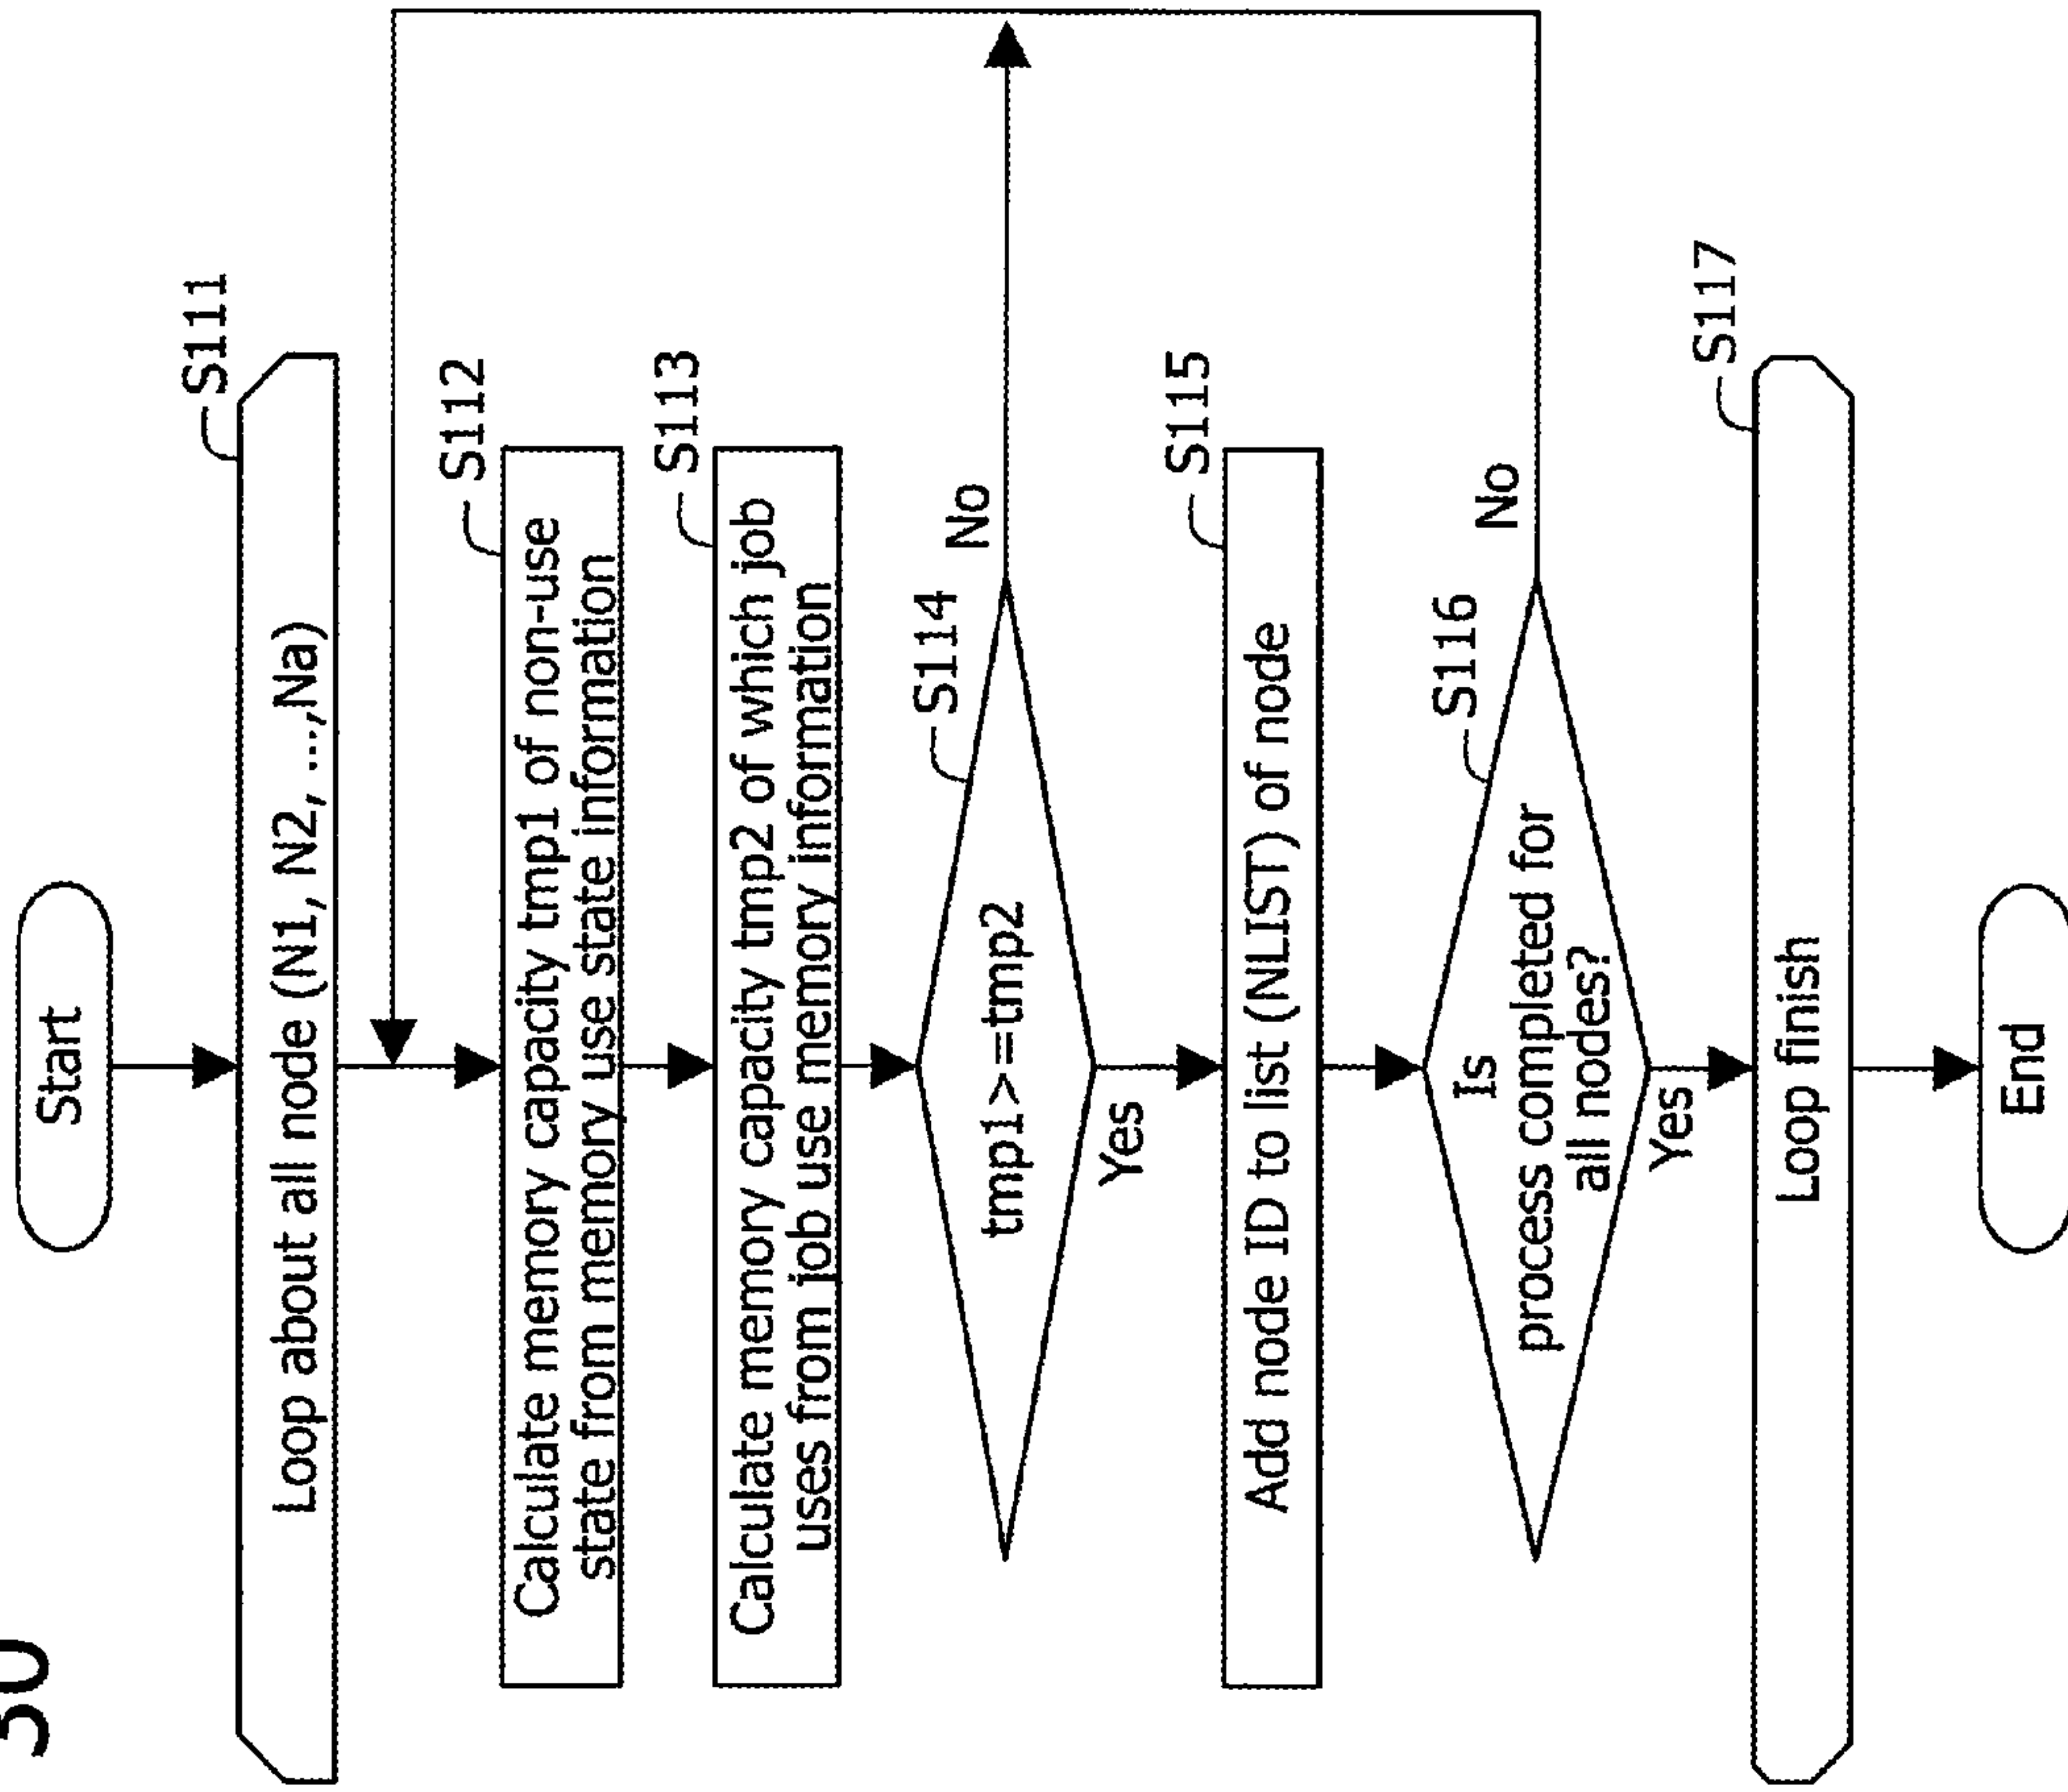 30
Start
S111
Loop about all node (N1, N2, ...,Na)
S112
Calculate memory capacity tmp1 of non-use
state from memory use state information
S113
Calculate memory capacity tmp2 of which job
uses from job use memory information
S114
tmp1>=tmp2
No
Yes
S115
Add node ID to list (NLIST) of node
S116
Is
process completed for
all nodes?
No
Yes
S117
Loop finish
End